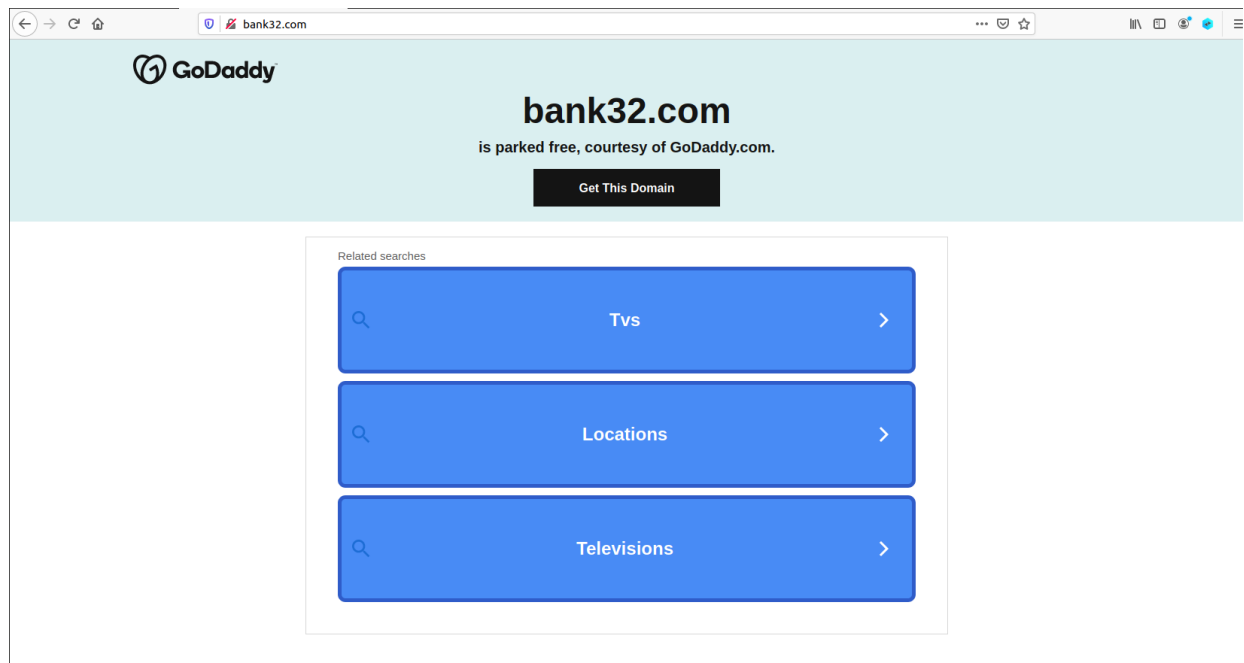 bank32.com
GoDaddy
bank32.com
is parked free, courtesy of GoDaddy.com.
Get This Domain
Related searches
Tvs
Locations
Televisions